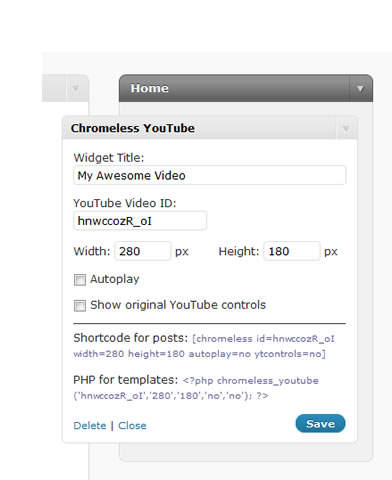 Home
Chromeless YouTube
Widget Title:
My Awesome Video
YouTube Video ID:
hnwccozR_oI
Width: 280 px Height: 180 px
Autoplay
Show original YouTube controls
Shortcode for posts: [chromeless id=hnwccozR_oI
width=280 height=180 autoplay=no ytcontrols=no]
PHP for templates: <?php chromeless_youtube
('hnwccozR_oI','280','180','no','no'); ?>
Delete | Close Save